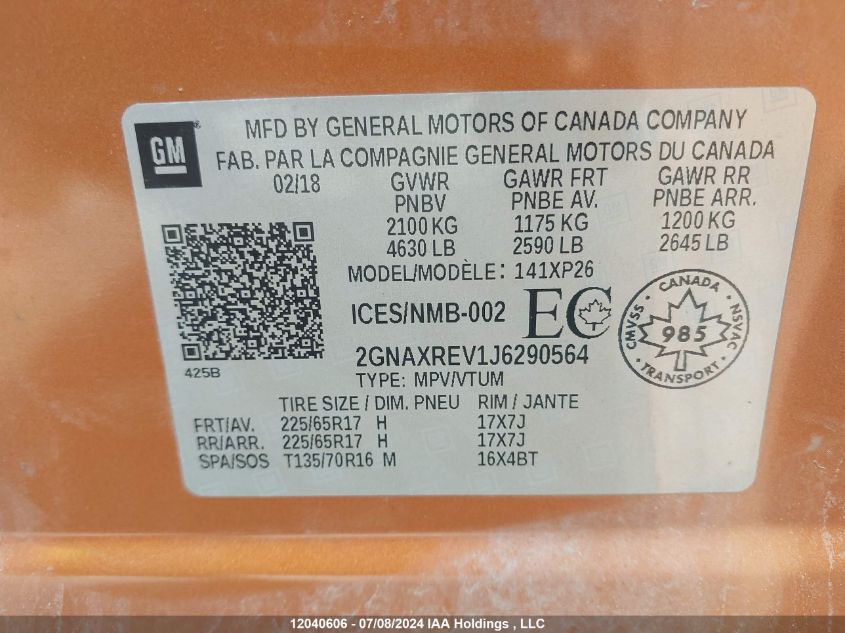 GM
MFD BY GENERAL MOTORS OF CANADA COMPANY
FAB. PAR LA COMPAGNIE GENERAL MOTORS DU CANADA
02/18 GVWR GAWR FRT GAWR RR
PNBV PNBE AV. PNBE ARR.
2100 KG 1175 KG 1200 KG
4630 LB 2590 LB 2645 LB
MODEL/MODÈLE: 141XP26
ICES/NMB-002 EC
CANADA
CMVSS 985 NSVAC
TRANSPORT
2GNAXREV1J6290564
425B
TYPE: MPV/VTUM
TIRE SIZE / DIM. PNEU RIM / JANTE
FRT/AV. 225/65R17 H 17X7J
RR/ARR. 225/65R17 H 17X7J
SPA/SOS T135/70R16 M 16X4BT
12040606 - 07/08/2024 IAA Holdings , LLC